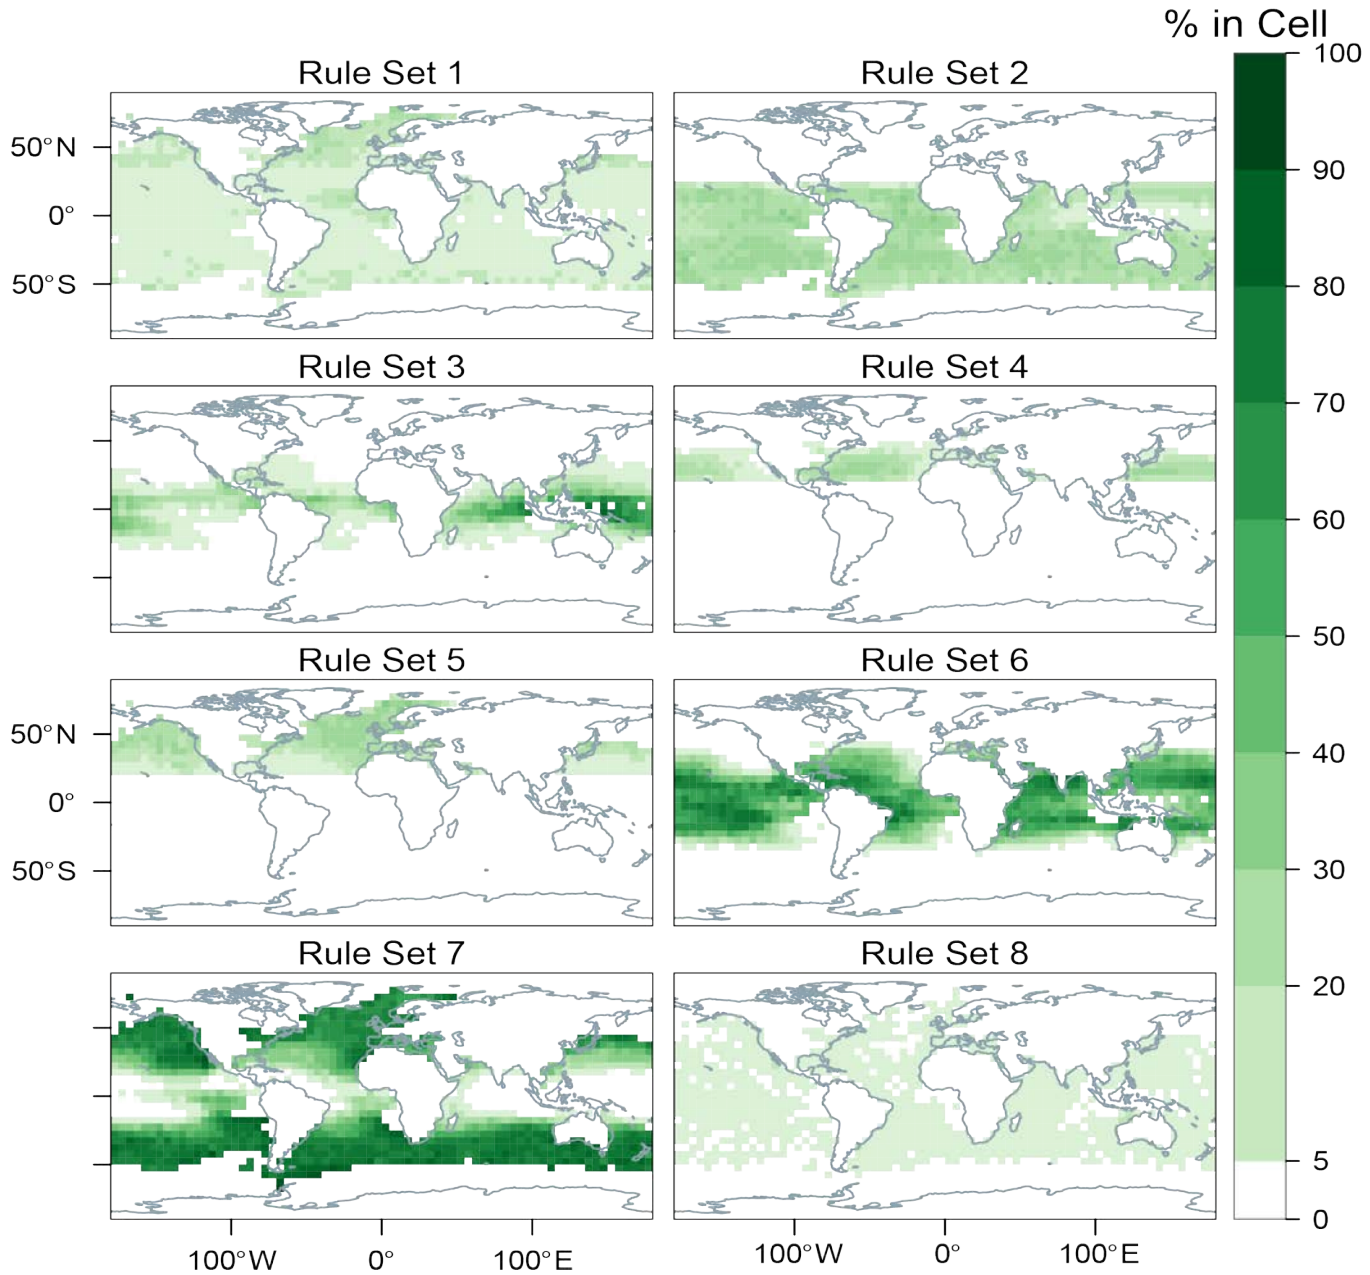 % in Cell
Rule Set 1
Rule Set 2
50°N
0°
50°S
Rule Set 3
Rule Set 4
Rule Set 5
Rule Set 6
50°N
0°
50°S
Rule Set 7
Rule Set 8
100°W
0°
100°E
100°W
0°
100°E
100
90
80
70
60
50
40
30
20
5
0